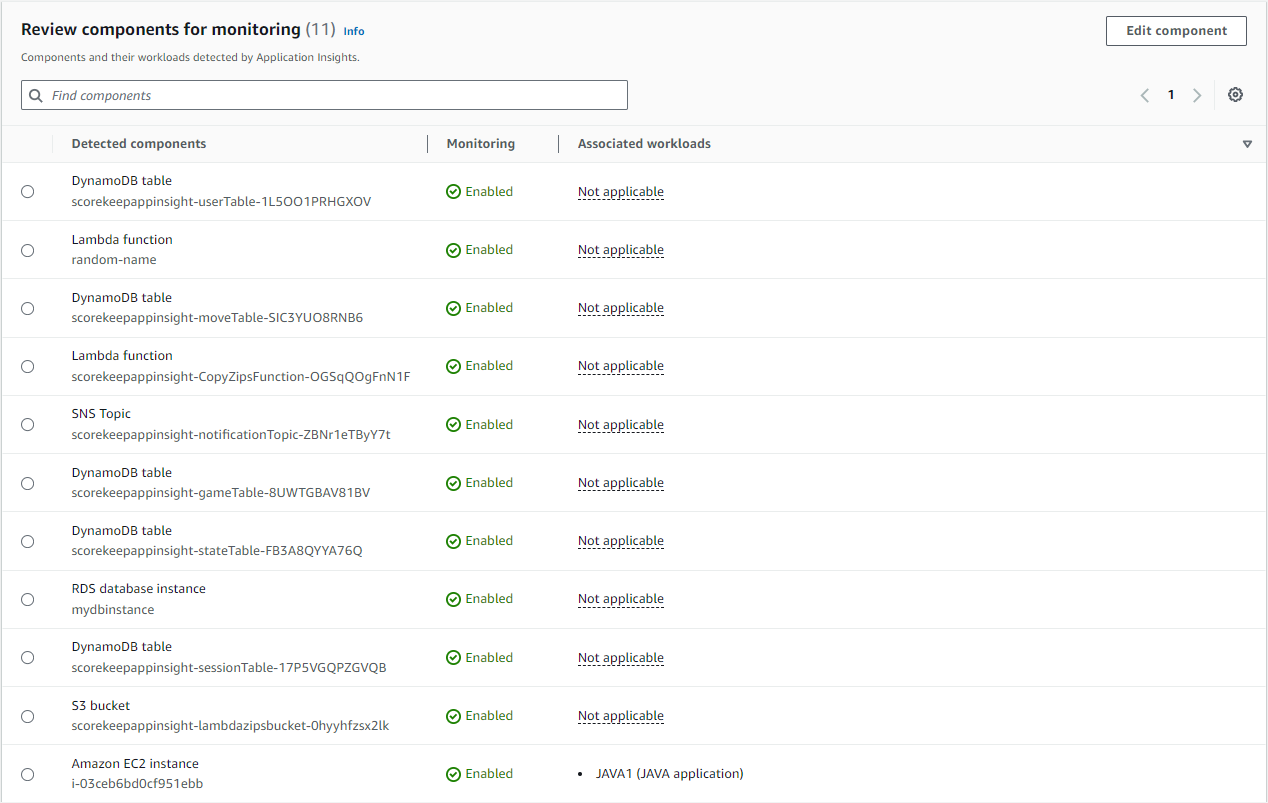 Review components for monitoring (11) Info
Edit component
Components and their workloads detected by Application Insights.
Find components
1
Detected components Monitoring Associated workloads
DynamoDB table
scorekeepappinsight-userTable-1L5OO1PRHGXOV
Enabled Not applicable
Lambda function
random-name
Enabled Not applicable
DynamoDB table
scorekeepappinsight-moveTable-SIC3YUO8RNB6
Enabled Not applicable
Lambda function
scorekeepappinsight-CopyZipsFunction-OGSqQOgFnN1F
Enabled Not applicable
SNS Topic
scorekeepappinsight-notificationTopic-ZBNr1eTByY7t
Enabled Not applicable
DynamoDB table
scorekeepappinsight-gameTable-8UWTGBAV81BV
Enabled Not applicable
DynamoDB table
scorekeepappinsight-stateTable-FB3A8QYYA76Q
Enabled Not applicable
RDS database instance
mydbinstance
Enabled Not applicable
DynamoDB table
scorekeepappinsight-sessionTable-17P5VGQPZGVQB
Enabled Not applicable
S3 bucket
scorekeepappinsight-lambdazipsbucket-0hyyhfzsx2lk
Enabled Not applicable
Amazon EC2 instance
i-03ceb6bd0cf951ebb
Enabled • JAVA1 (JAVA application)